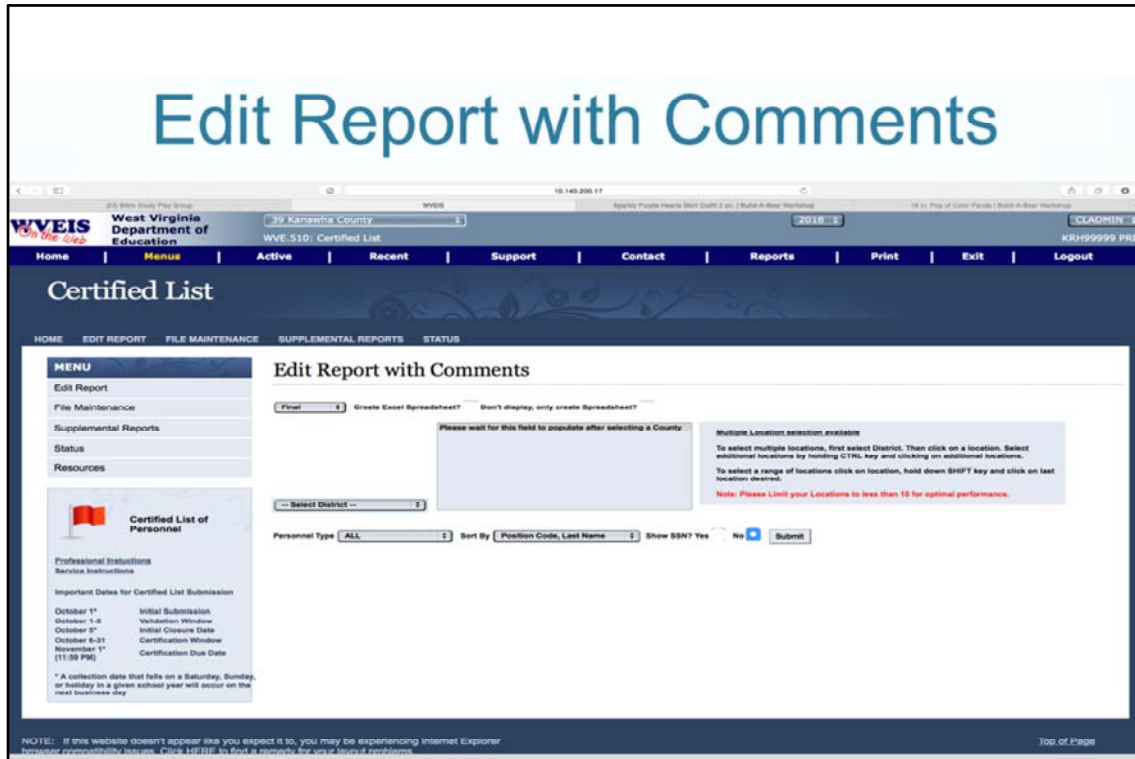 Edit Report with Comments
10.140.200.17
WVEIS
WVEIS
On the Web
West Virginia
Department of
Education
39 Kanawha County
2016
CLADMIN
WVE.510: Certified List
KRH99999 PRD
Home | Menus | Active | Recent | Support | Contact | Reports | Print | Exit | Logout
Certified List
HOME EDIT REPORT FILE MAINTENANCE SUPPLEMENTAL REPORTS STATUS
MENU
Edit Report
File Maintenance
Supplemental Reports
Status
Resources
Certified List of
Personnel
Professional Instuctions
Service Instructions
Important Dates for Certified List Submission
October 1* Initial Submission
October 1-5 Validation Window
October 5* Initial Closure Date
October 6-31 Certification Window
November 1*
(11:59 PM) Certification Due Date
* A collection date that falls on a Saturday, Sunday,
or holiday in a given school year will occur on the
next business day
Edit Report with Comments
Final Create Excel Spreadsheet? Don't display, only create Spreadsheet?
Please wait for this field to populate after selecting a County
-- Select District --
Multiple Location selection available
To select multiple locations, first select District. Then click on a location. Select
additional locations by holding CTRL key and clicking on additional locations.
To select a range of locations click on location, hold down SHIFT key and click on last
location desired.
Note: Please Limit your Locations to less than 10 for optimal performance.
Personnel Type ALL Sort By Position Code, Last Name Show SSN? Yes No Submit
NOTE: If this website doesn't appear like you expect it to, you may be experiencing Internet Explorer
browser compatibility issues. Click HERE to find a remedy for your layout problems.
Top of Page